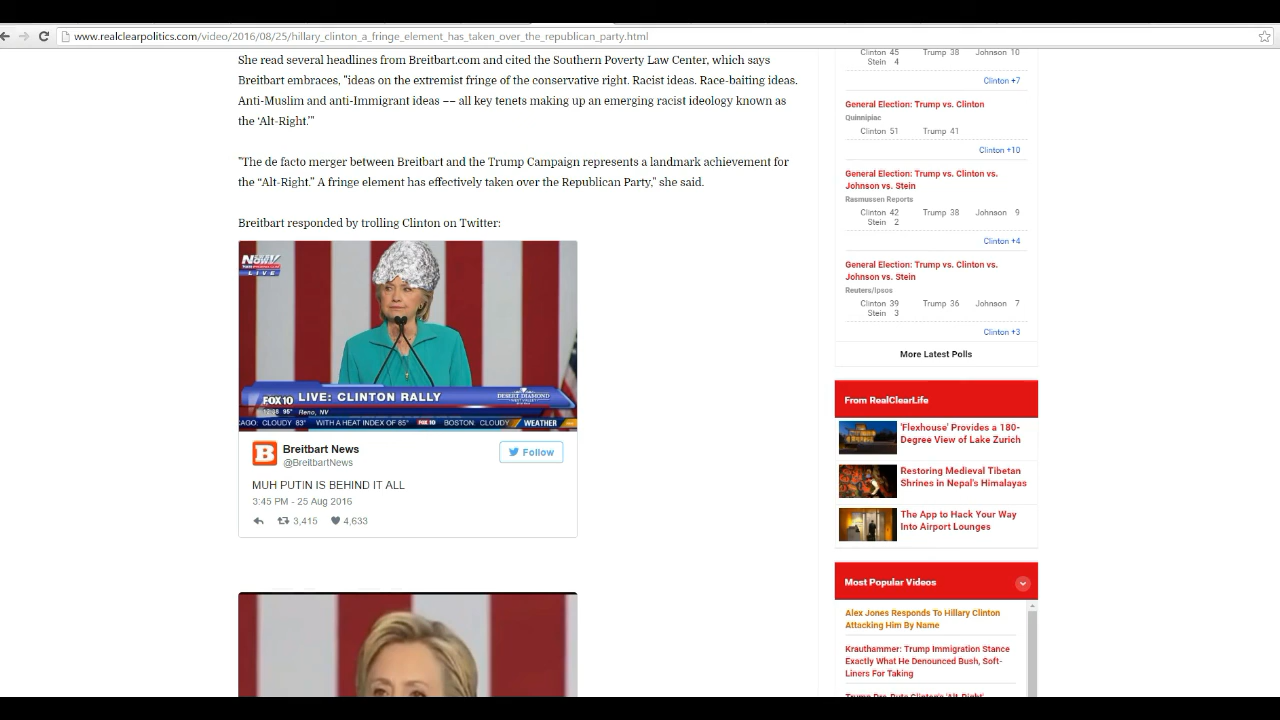 www.realclearpolitics.com/video/2016/08/25/hillary_clinton_a_fringe_element_has_taken_over_the_republican_party.html
She read several headlines from Breitbart.com and cited the Southern Poverty Law Center, which says
Breitbart embraces, "ideas on the extremist fringe of the conservative right. Racist ideas. Race-baiting ideas.
Anti-Muslim and anti-Immigrant ideas –– all key tenets making up an emerging racist ideology known as
the ‘Alt-Right.’"
"The de facto merger between Breitbart and the Trump Campaign represents a landmark achievement for
the “Alt-Right.” A fringe element has effectively taken over the Republican Party," she said.
Breitbart responded by trolling Clinton on Twitter:
NOW
LIVE
FOX 10 LIVE: CLINTON RALLY
DESERT DIAMOND
95° Reno, NV
CAGO: CLOUDY 83° WITH A HEAT INDEX OF 85° FOX 10 BOSTON CLOUDY WEATHER
B Breitbart News
@BreitbartNews
Follow
MUH PUTIN IS BEHIND IT ALL
3:45 PM - 25 Aug 2016
3,415 4,633
Clinton 45 Trump 38 Johnson 10
Stein 4
Clinton +7
General Election: Trump vs. Clinton
Quinnipiac
Clinton 51 Trump 41
Clinton +10
General Election: Trump vs. Clinton vs.
Johnson vs. Stein
Rasmussen Reports
Clinton 42 Trump 38 Johnson 9
Stein 2
Clinton +4
General Election: Trump vs. Clinton vs.
Johnson vs. Stein
Reuters/Ipsos
Clinton 39 Trump 36 Johnson 7
Stein 3
Clinton +3
More Latest Polls
From RealClearLife
'Flexhouse' Provides a 180-
Degree View of Lake Zurich
Restoring Medieval Tibetan
Shrines in Nepal's Himalayas
The App to Hack Your Way
Into Airport Lounges
Most Popular Videos
Alex Jones Responds To Hillary Clinton
Attacking Him By Name
Krauthammer: Trump Immigration Stance
Exactly What He Denounced Bush, Soft-
Liners For Taking
Trump Pre-Buts Clinton's 'Alt-Right'